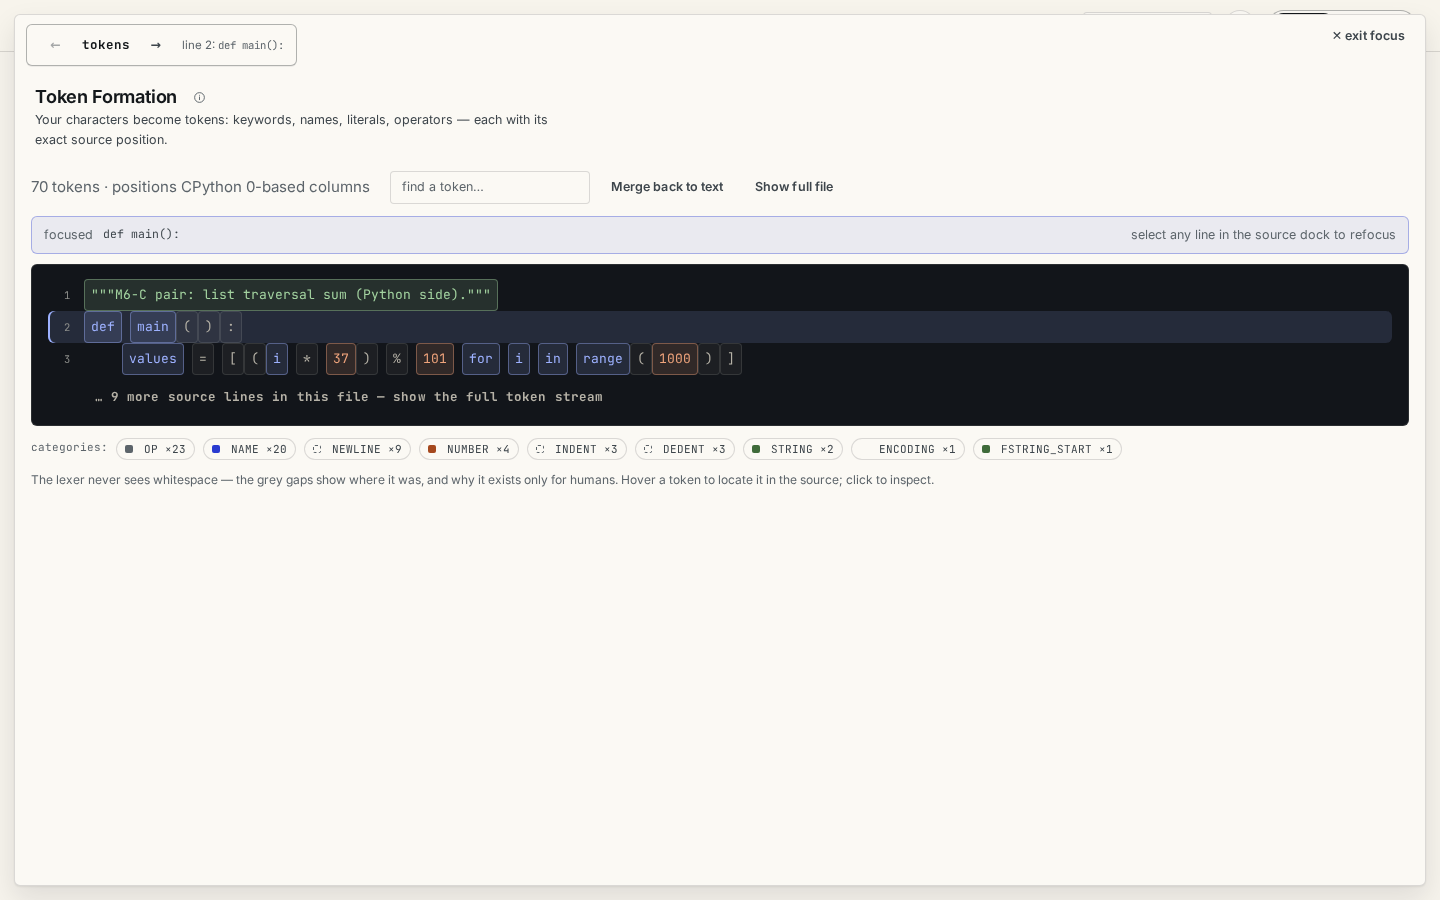 ← tokens → line 2: def main():
✕ exit focus
Token Formation
Your characters become tokens: keywords, names, literals, operators — each with its
exact source position.
70 tokens · positions CPython 0-based columns find a token... Merge back to text Show full file
focused def main(): select any line in the source dock to refocus
1 """M6-C pair: list traversal sum (Python side)."""
2 def main ( ) :
3 values = [ ( i * 37 ) % 101 for i in range ( 1000 ) ]
… 9 more source lines in this file — show the full token stream
categories: OP ×23 NAME ×20 NEWLINE ×9 NUMBER ×4 INDENT ×3 DEDENT ×3 STRING ×2 ENCODING ×1 FSTRING_START ×1
The lexer never sees whitespace — the grey gaps show where it was, and why it exists only for humans. Hover a token to locate it in the source; click to inspect.